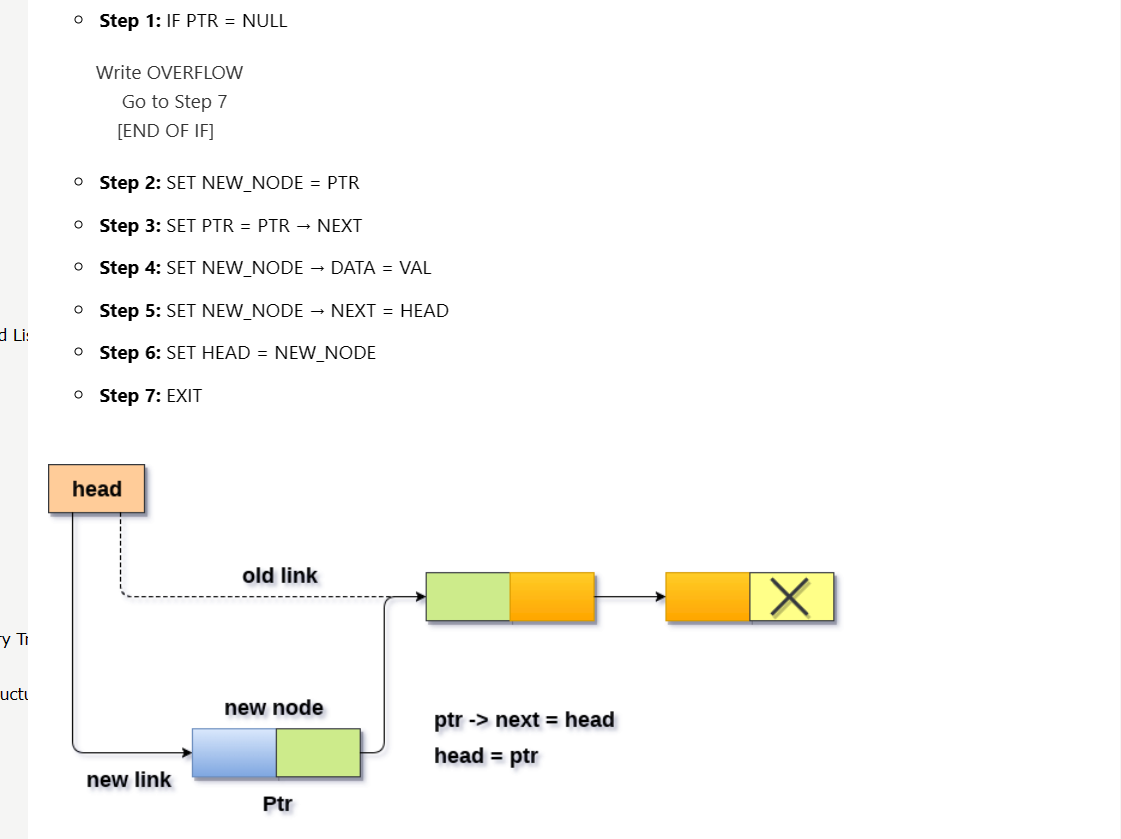 Step 1: IF PTR = NULL
Write OVERFLOW
Go to Step 7
[END OF IF]
Step 2: SET NEW_NODE = PTR
Step 3: SET PTR = PTR → NEXT
Step 4: SET NEW_NODE → DATA = VAL
Step 5: SET NEW_NODE → NEXT = HEAD
Step 6: SET HEAD = NEW_NODE
Step 7: EXIT
head
old link
new node
ptr -> next = head
head = ptr
new link
Ptr